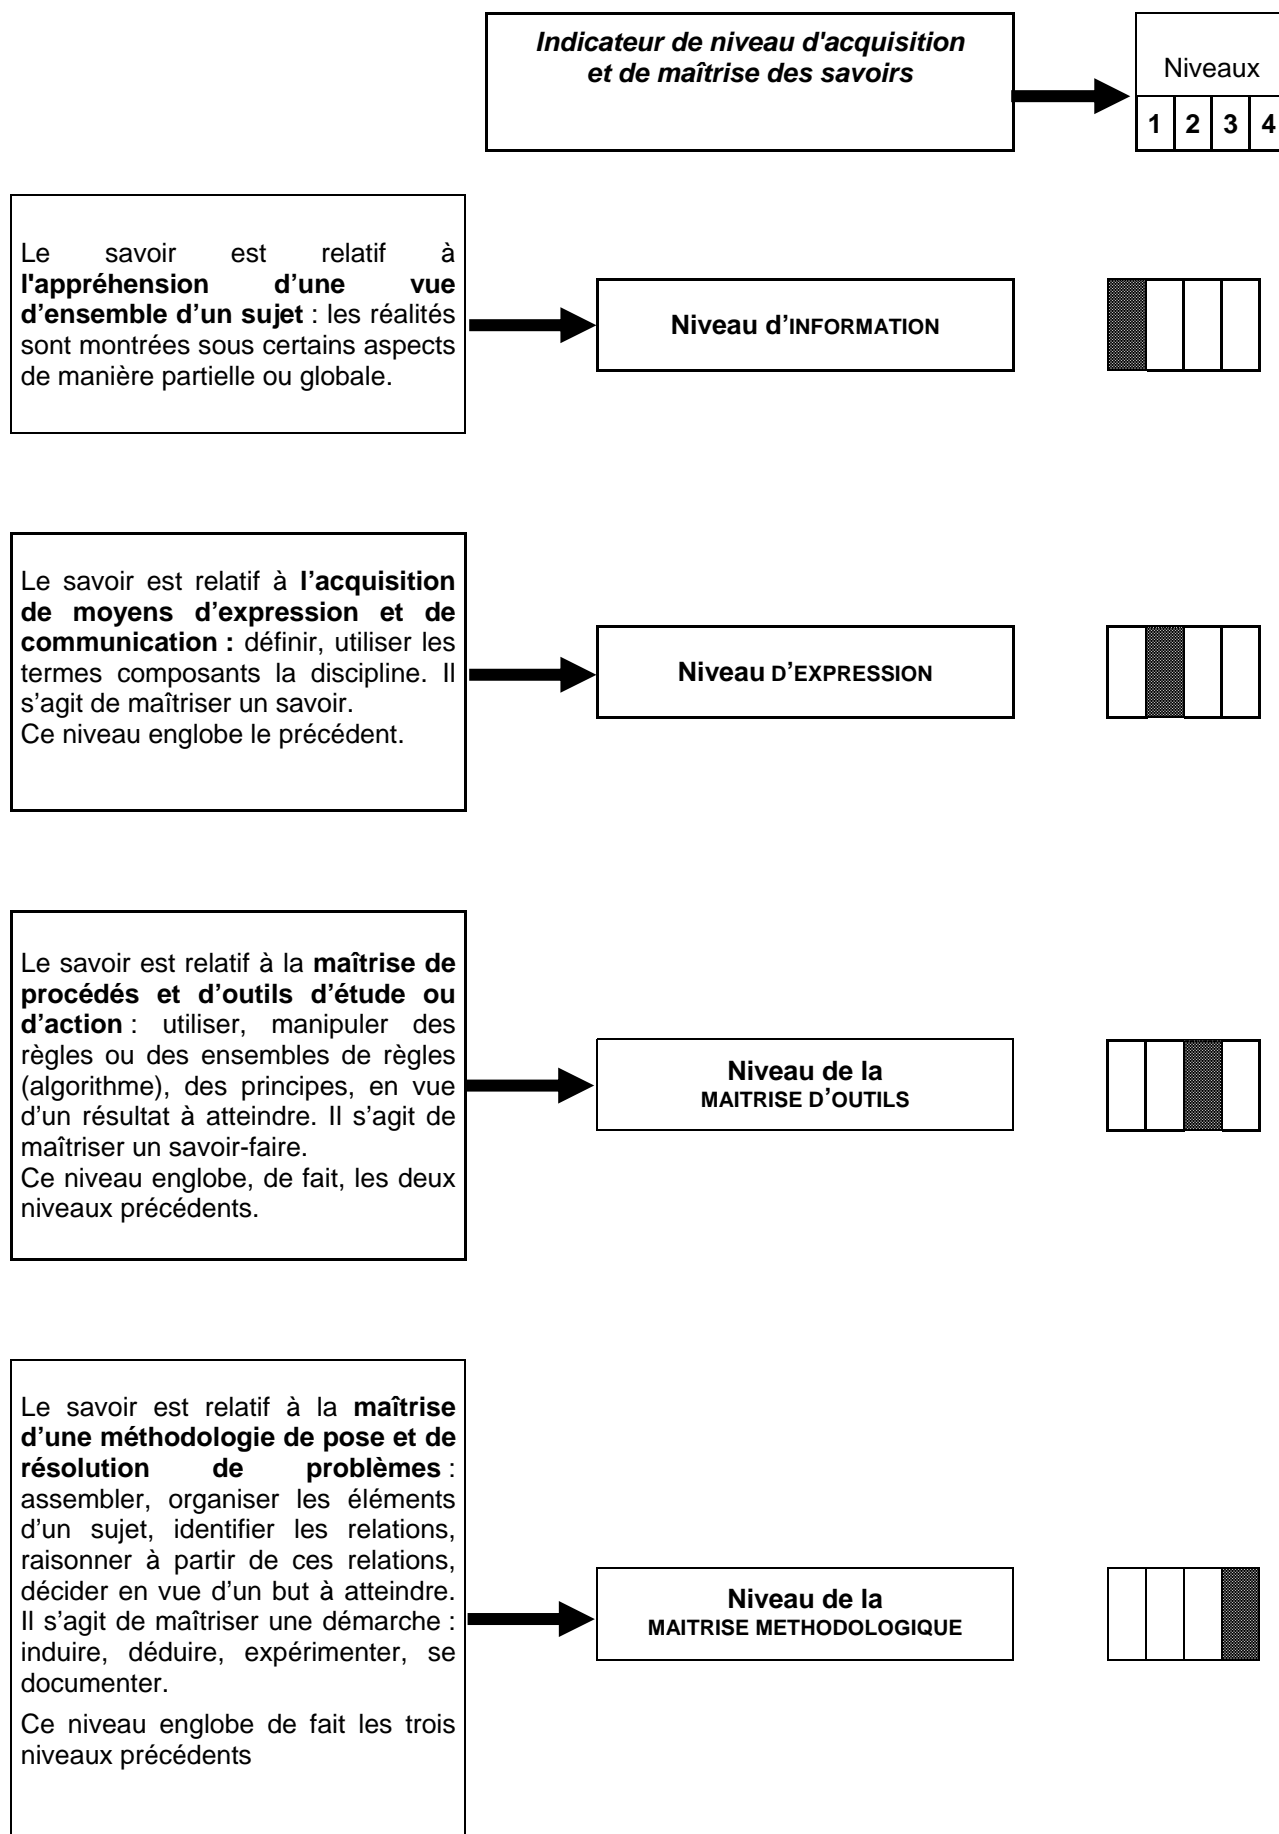 Indicateur de niveau d'acquisition
et de maîtrise des savoirs
Niveaux
1 2 3 4
Le savoir est relatif à
l'appréhension d’une vue
d’ensemble d’un sujet : les réalités
sont montrées sous certains aspects
de manière partielle ou globale.
Niveau d’INFORMATION
Le savoir est relatif à l’acquisition
de moyens d’expression et de
communication : définir, utiliser les
termes composants la discipline. Il
s’agit de maîtriser un savoir.
Ce niveau englobe le précédent.
Niveau D’EXPRESSION
Le savoir est relatif à la maîtrise de
procédés et d’outils d’étude ou
d’action : utiliser, manipuler des
règles ou des ensembles de règles
(algorithme), des principes, en vue
d’un résultat à atteindre. Il s’agit de
maîtriser un savoir-faire.
Ce niveau englobe, de fait, les deux
niveaux précédents.
Niveau de la
MAITRISE D’OUTILS
Le savoir est relatif à la maîtrise
d’une méthodologie de pose et de
résolution de problèmes :
assembler, organiser les éléments
d’un sujet, identifier les relations,
raisonner à partir de ces relations,
décider en vue d’un but à atteindre.
Il s’agit de maîtriser une démarche :
induire, déduire, expérimenter, se
documenter.
Ce niveau englobe de fait les trois
niveaux précédents
Niveau de la
MAITRISE METHODOLOGIQUE